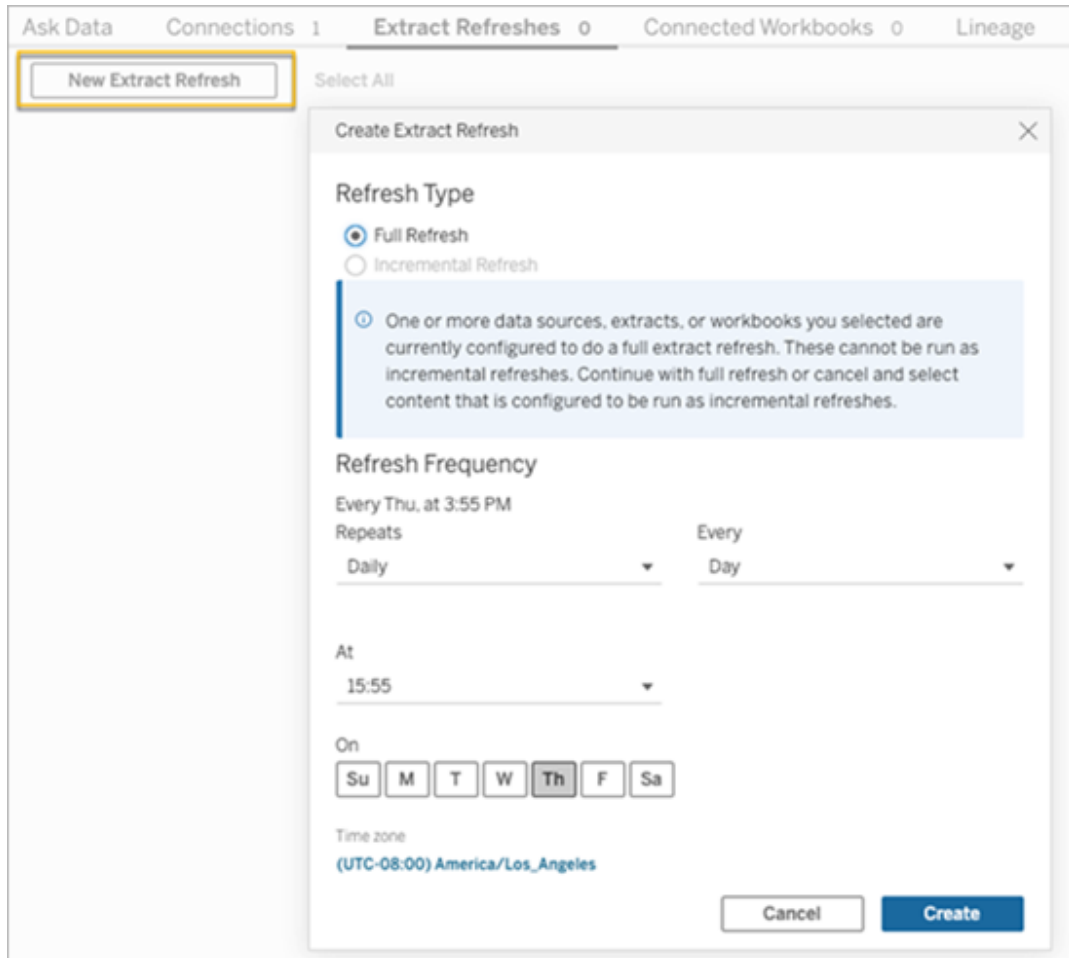 Ask Data Connections 1 Extract Refreshes 0 Connected Workbooks 0 Lineage
New Extract Refresh Select All
Create Extract Refresh
Refresh Type
Full Refresh
Incremental Refresh
One or more data sources, extracts, or workbooks you selected are
currently configured to do a full extract refresh. These cannot be run as
incremental refreshes. Continue with full refresh or cancel and select
content that is configured to be run as incremental refreshes.
Refresh Frequency
Every Thu, at 3:55 PM
Repeats Every
Daily Day
At
15:55
On
Su M T W Th F Sa
Time zone
(UTC-08:00) America/Los_Angeles
Cancel Create